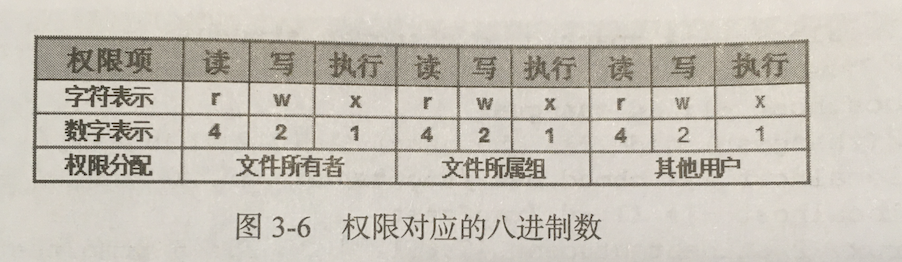 权限项 读 写 执行 读 写 执行 读 写 执行
字符表示 r w x r w x r w x
数字表示 4 2 1 4 2 1 4 2 1
权限分配 文件所有者 文件所属组 其他用户
图 3-6 权限对应的八进制数